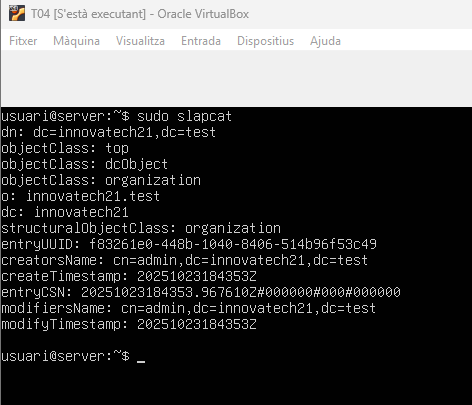 T04 [S'està executant] - Oracle VirtualBox
Fitxer Màquina Visualitza Entrada Dispositius Ajuda
usuari@server:~$ sudo slapcat
dn: dc=innovatech21,dc=test
objectClass: top
objectClass: dcObject
objectClass: organization
o: innovatech21.test
dc: innovatech21
structuralObjectClass: organization
entryUUID: f83261e0-448b-1040-8406-514b96f53c49
creatorsName: cn=admin,dc=innovatech21,dc=test
createTimestamp: 20251023184353Z
entryCSN: 20251023184353.967610Z#000000#000#000000
modifiersName: cn=admin,dc=innovatech21,dc=test
modifyTimestamp: 20251023184353Z
usuari@server:~$ _